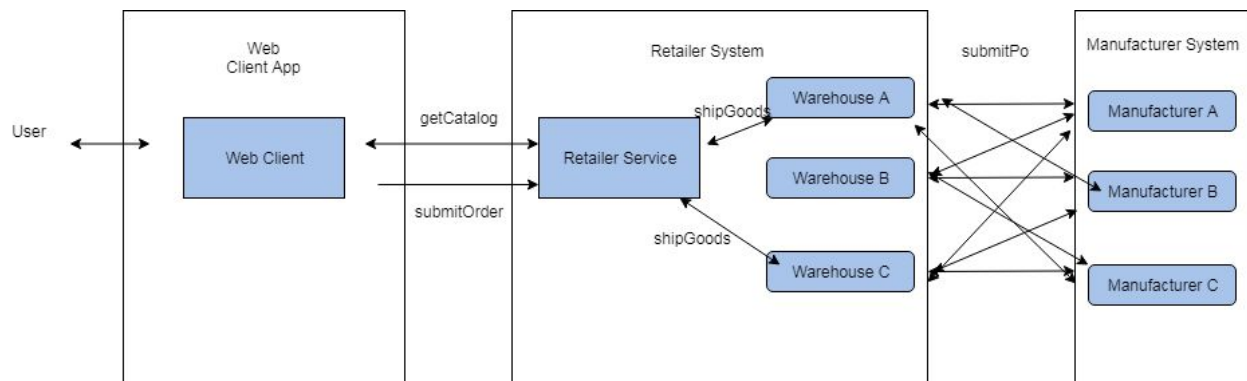 Web
Client App
Retailer System
submitPo
Manufacturer System
Warehouse A
shipGoods
Manufacturer A
getCatalog
User
Web Client
Retailer Service
Warehouse B
Manufacturer B
submitOrder
shipGoods
Warehouse C
Manufacturer C